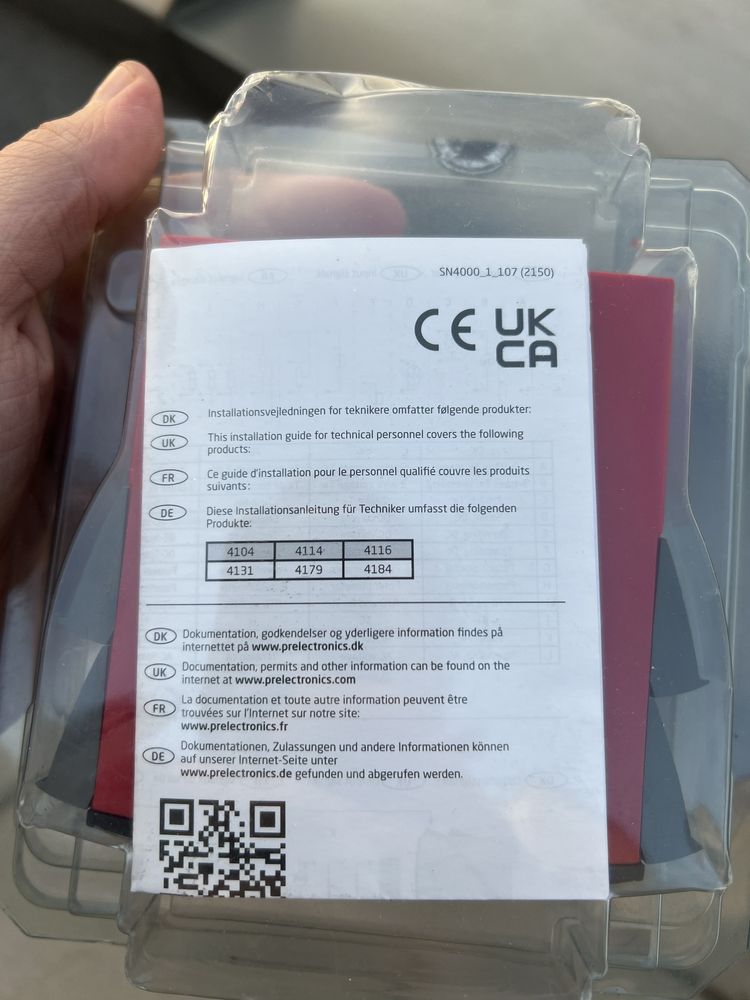 SN4000_1_107 (2150)
CE UK
CA
DK Installationsvejledningen for teknikere omfatter følgende produkter:
UK This installation guide for technical personnel covers the following
products:
FR Ce guide d'installation pour le personnel qualifié couvre les produits
suivants:
DE Diese Installationsanleitung für Techniker umfasst die folgenden
Produkte:
4104 4114 4116
4131 4179 4184
DK Dokumentation, godkendelser og yderligere information findes på
internettet på www.prelectronics.dk
UK Documentation, permits and other information can be found on the
internet at www.prelectronics.com
FR La documentation et toute autre information peuvent être
trouvées sur l'Internet sur notre site:
www.prelectronics.fr
DE Dokumentationen, Zulassungen und andere Informationen können
auf unserer Internet-Seite unter
www.prelectronics.de gefunden und abgerufen werden.